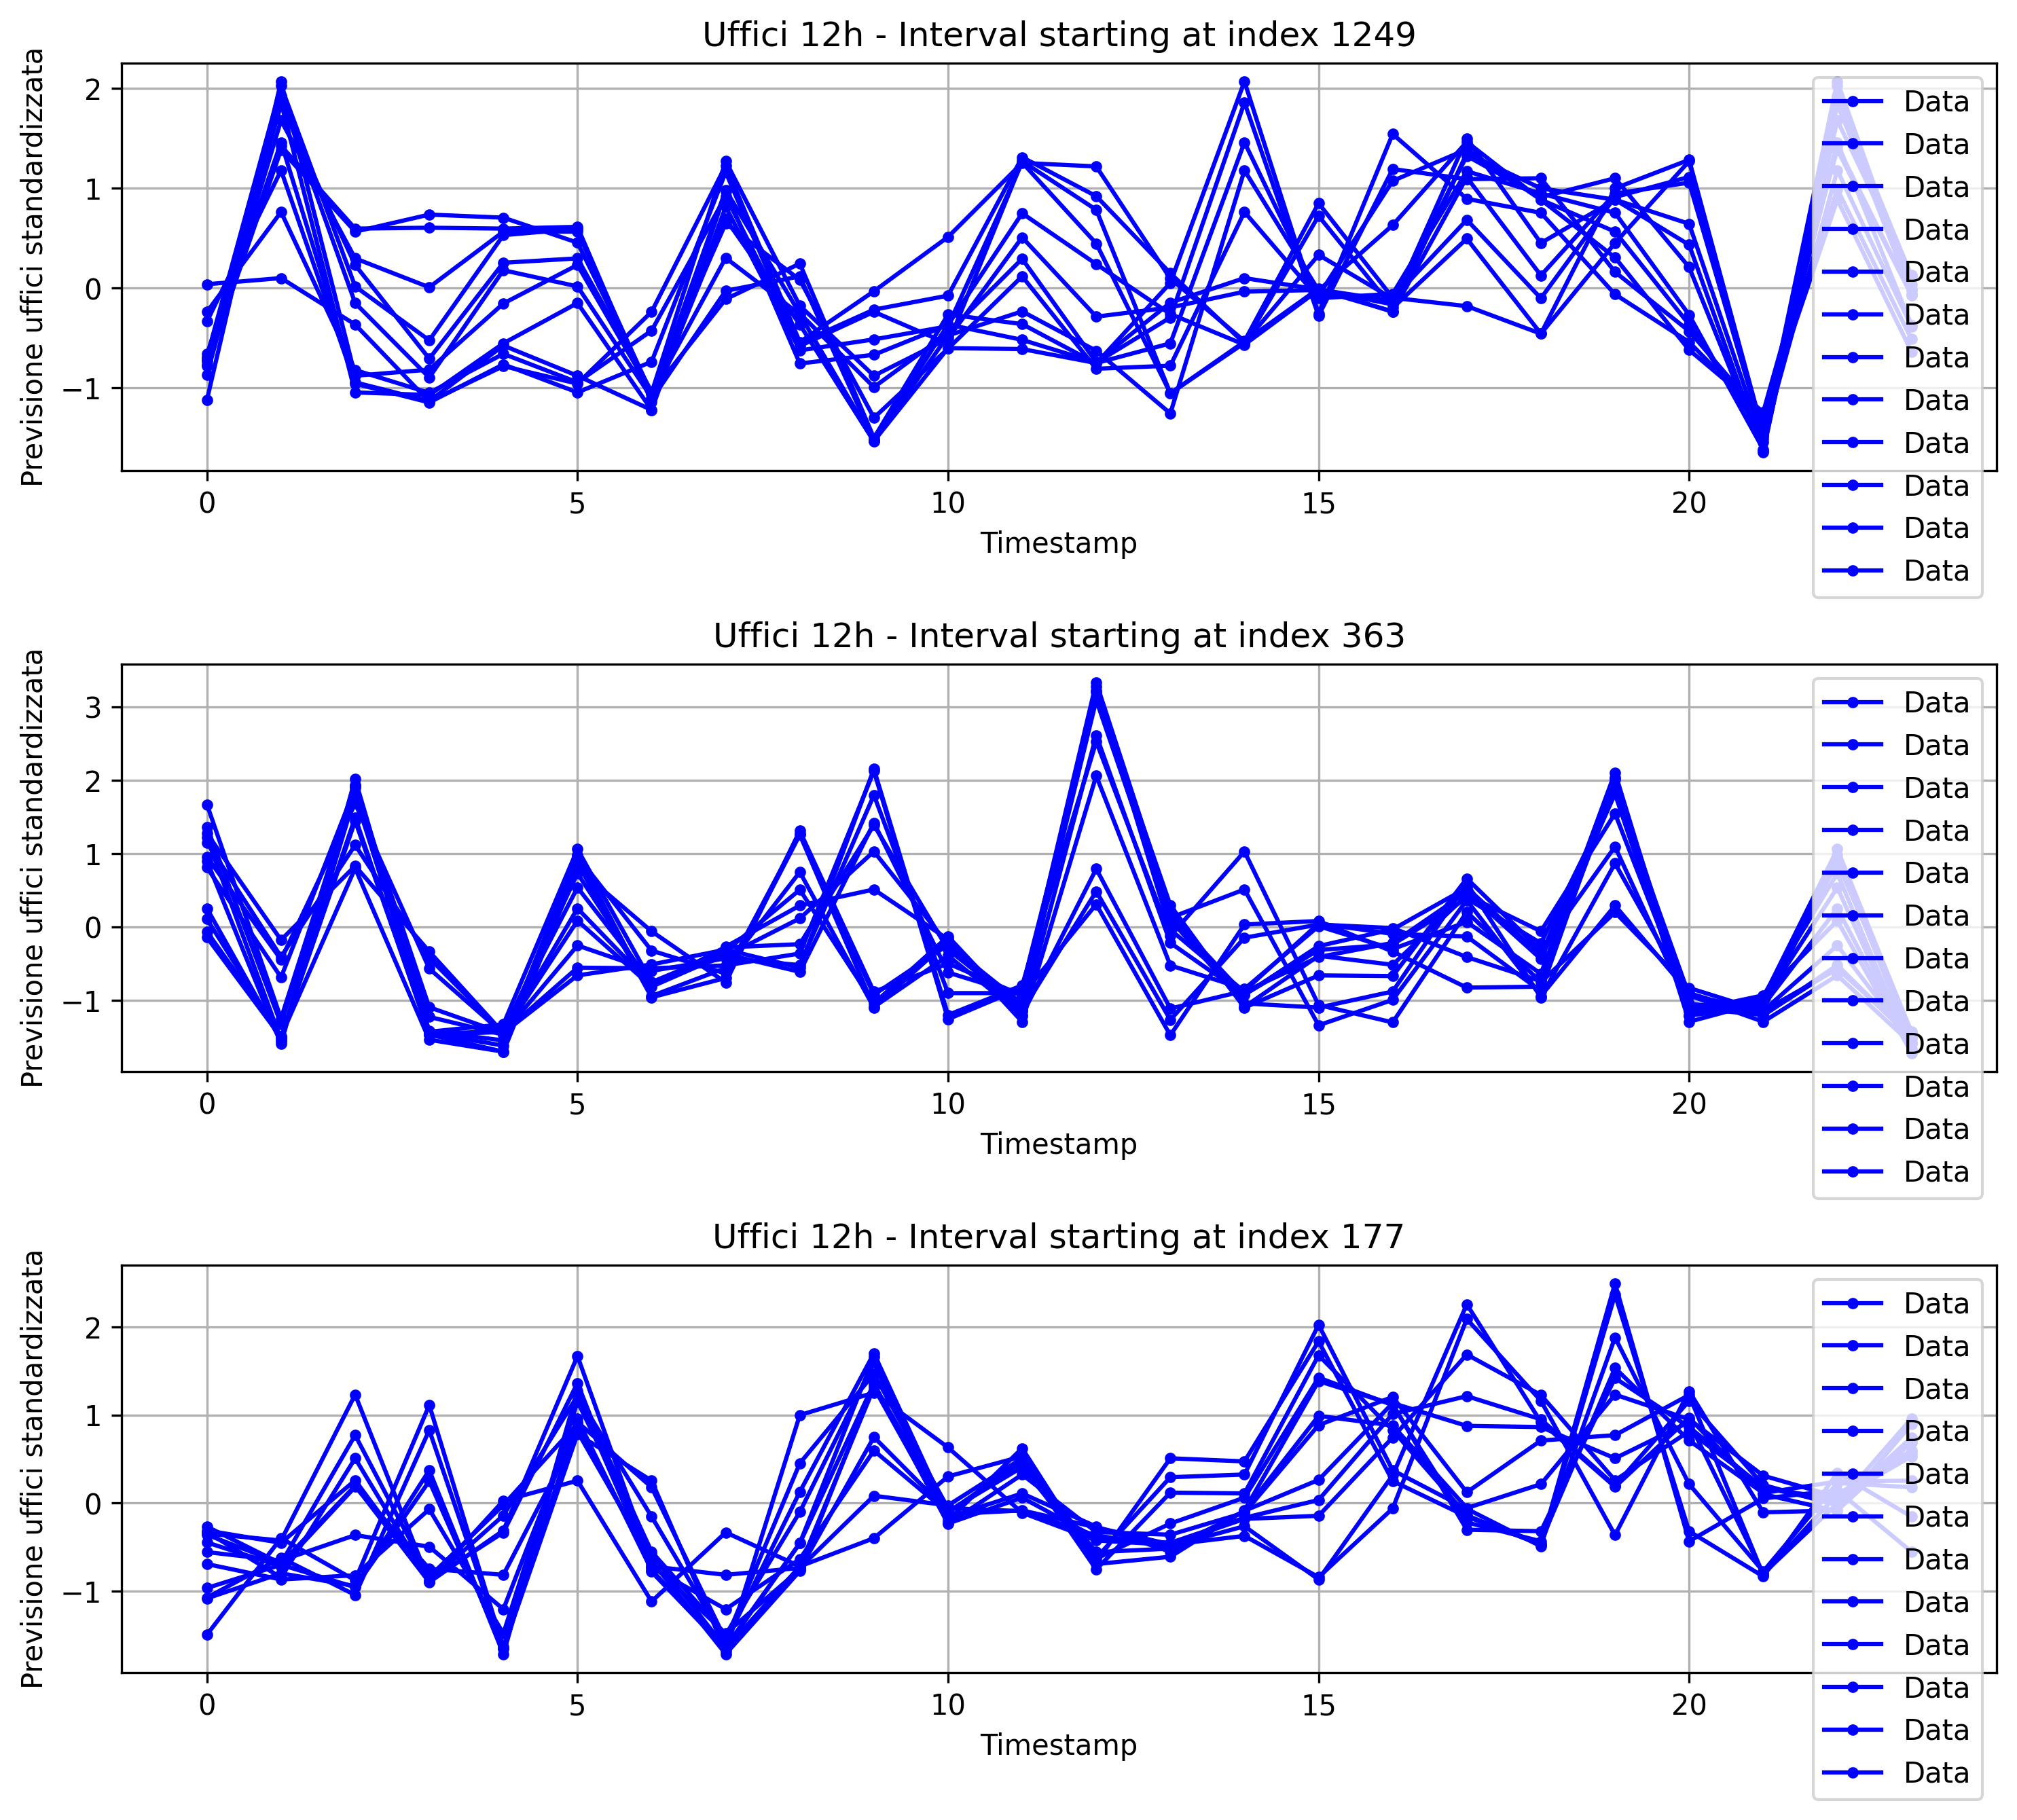 Uffici 12h - Interval starting at index 1249
Previsione uffici standardizzata
2
1
0
−1
0
5
10
15
20
Timestamp
Data
Data
Data
Data
Data
Data
Data
Data
Data
Data
Data
Data
Uffici 12h - Interval starting at index 363
Previsione uffici standardizzata
3
2
1
0
−1
0
5
10
15
20
Timestamp
Data
Data
Data
Data
Data
Data
Data
Data
Data
Data
Data
Data
Uffici 12h - Interval starting at index 177
Previsione uffici standardizzata
2
1
0
−1
0
5
10
15
20
Timestamp
Data
Data
Data
Data
Data
Data
Data
Data
Data
Data
Data
Data